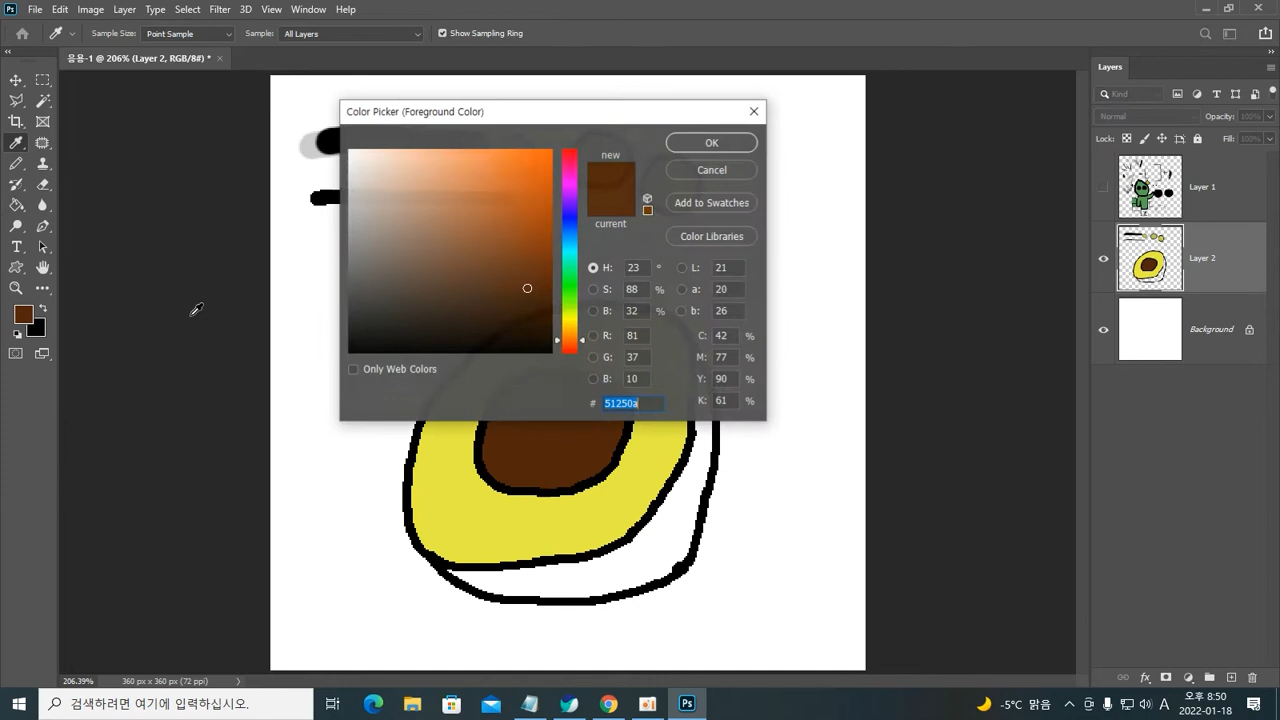 Ps File Edit Image Layer Type Select Filter 3D View Window Help
Sample Size: Point Sample Sample: All Layers Show Sampling Ring
응용-1 @ 206% (Layer 2, RGB/8#) * ×
Color Picker (Foreground Color)
new
current
OK
Cancel
Add to Swatches
Color Libraries
H: 23 ° L: 21
S: 88 % a: 20
B: 32 % b: 26
R: 81 C: 42 %
G: 37 M: 77 %
B: 10 Y: 90 %
# 51250a K: 61 %
Only Web Colors
Layers
Kind
Normal Opacity:
Lock: Fill:
Layer 1
Layer 2
Background
206.39% 360 px x 360 px (72 ppi)
검색하려면 여기에 입력하십시오.
Ps
-5°C 맑음 A 오후 8:50
2022-01-18